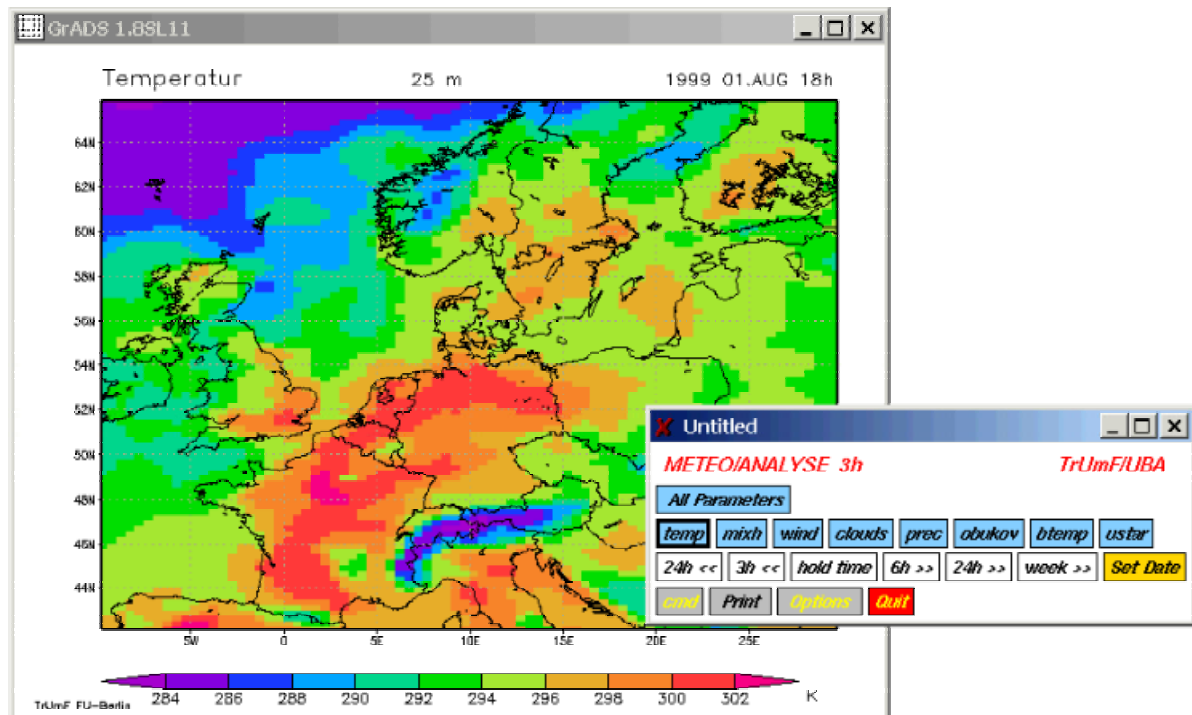 GrADS 1.8SL11
Temperatur 25 m 1999 01.AUG 18h
64N
62N
60N
58N
56N
54N
52N
50N
48N
46N
44N
5W 0 5E 10E 15E 20E 25E
284 286 288 290 292 294 296 298 300 302 K
TrUmF FU-Berlin
Untitled
METEO/ANALYSE 3h TrUmF/UBA
All Parameters
temp mixh wind clouds prec obukov btemp ustar
24h << 3h << hold time 6h >> 24h >> week >> Set Date
cmd Print Options Quit